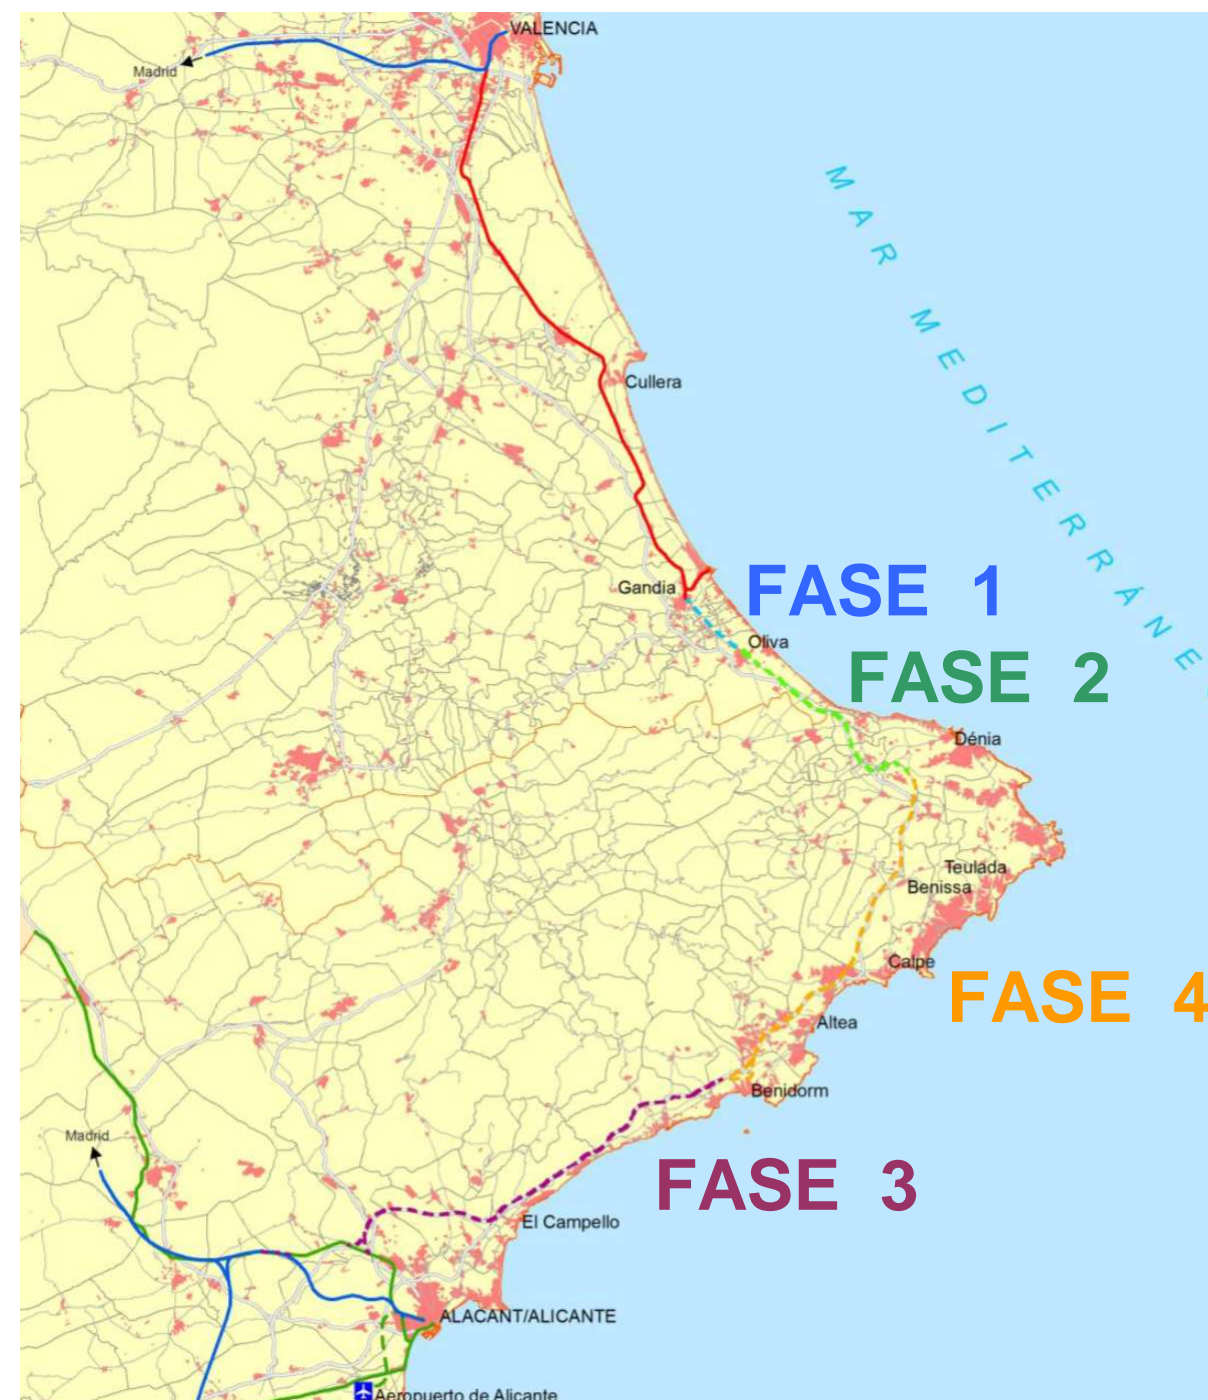 VALENCIA
Madrid
MAR MEDITERRÁNE
Cullera
Gandia
FASE 1
Oliva
FASE 2
Dénia
Teulada
Benissa
Calpe
FASE 4
Altea
Benidorm
Madrid
FASE 3
El Campello
ALACANT/ALICANTE
Aeropuerto de Alicante